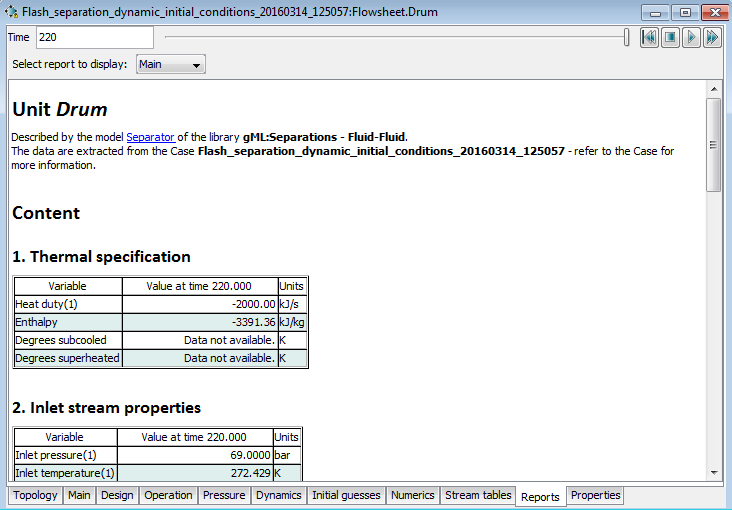 Flash_separation_dynamic_initial_conditions_20160314_125057:Flowsheet.Drum
Time 220
Select report to display: Main
Unit Drum
Described by the model Separator of the library gML:Separations - Fluid-Fluid.
The data are extracted from the Case Flash_separation_dynamic_initial_conditions_20160314_125057 - refer to the Case for
more information.
Content
1. Thermal specification
Variable Value at time 220.000 Units
Heat duty(1) -2000.00 kJ/s
Enthalpy -3391.36 kJ/kg
Degrees subcooled Data not available. K
Degrees superheated Data not available. K
2. Inlet stream properties
Variable Value at time 220.000 Units
Inlet pressure(1) 69.0000 bar
Inlet temperature(1) 272.429 K
Topology Main Design Operation Pressure Dynamics Initial guesses Numerics Stream tables Reports Properties